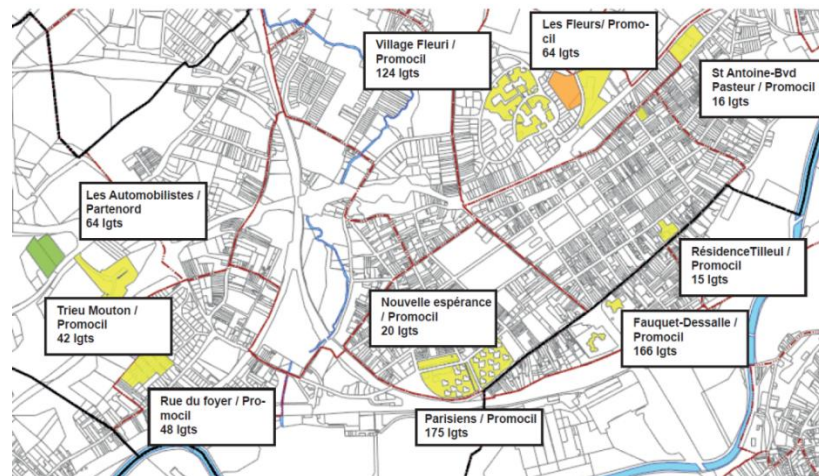 Village Fleuri /
Promocil
124 lgts
Les Fleurs/ Promo-
cil
64 lgts
St Antoine-Bvd
Pasteur / Promocil
16 lgts
Les Automobilistes /
Partenord
64 lgts
RésidenceTilleul /
Promocil
15 lgts
Trieu Mouton /
Promocil
42 lgts
Nouvelle espérance
/ Promocil
20 lgts
Fauquet-Dessalle /
Promocil
166 lgts
Rue du foyer / Pro-
mocil
48 lgts
Parisiens / Promocil
175 lgts